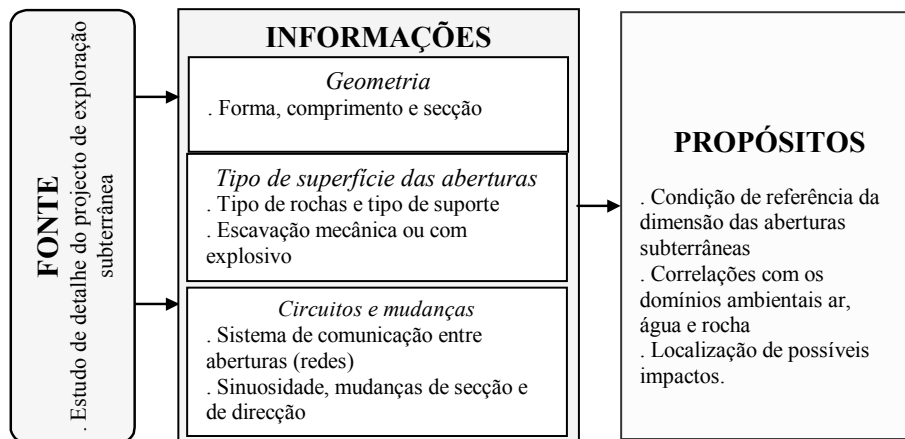 FONTE
. Estudo de detalhe do projecto de exploração
subterrânea
INFORMAÇÕES
Geometria
. Forma, comprimento e secção
Tipo de superfície das aberturas
. Tipo de rochas e tipo de suporte
. Escavação mecânica ou com
explosivo
Circuitos e mudanças
. Sistema de comunicação entre
aberturas (redes)
. Sinuosidade, mudanças de secção e
de direcção
PROPÓSITOS
. Condição de referência da
dimensão das aberturas
subterrâneas
. Correlações com os
domínios ambientais ar,
água e rocha
. Localização de possíveis
impactos.